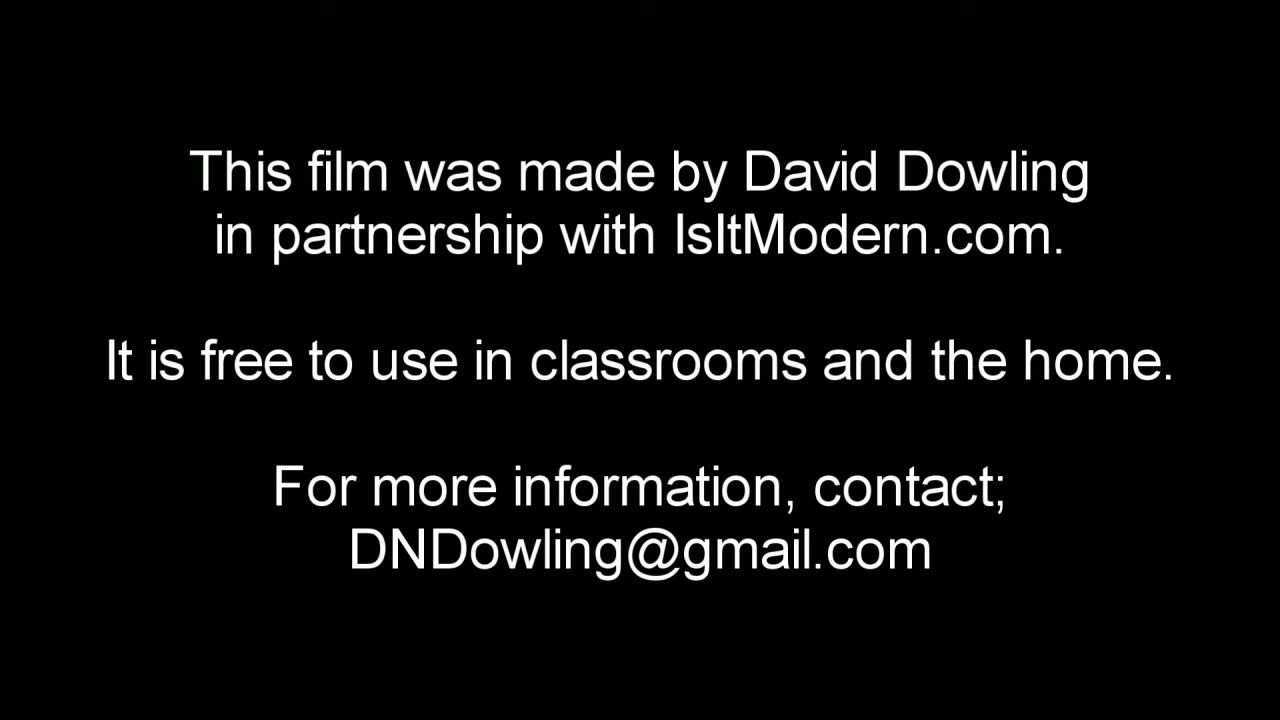 This film was made by David Dowling
in partnership with IsItModern.com.
It is free to use in classrooms and the home.
For more information, contact;
DNDowling@gmail.com